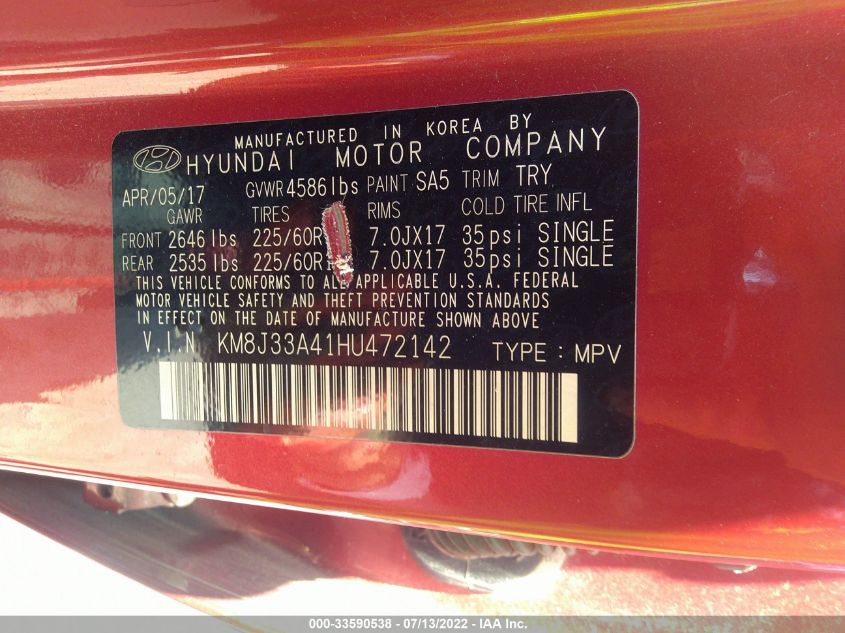 MANUFACTURED IN KOREA BY
HYUNDAI MOTOR COMPANY
APR/05/17 GVWR 4586 lbs PAINT SA5 TRIM TRY
GAWR TIRES RIMS COLD TIRE INFL
FRONT 2646 lbs 225/60R 7.0JX17 35psi SINGLE
REAR 2535 lbs 225/60R 7.0JX17 35psi SINGLE
THIS VEHICLE CONFORMS TO ALL APPLICABLE U.S.A. FEDERAL
MOTOR VEHICLE SAFETY AND THEFT PREVENTION STANDARDS
IN EFFECT ON THE DATE OF MANUFACTURE SHOWN ABOVE
V.I.N. KM8J33A41HU472142 TYPE : MPV
000-33590538 - 07/13/2022 - IAA Inc.